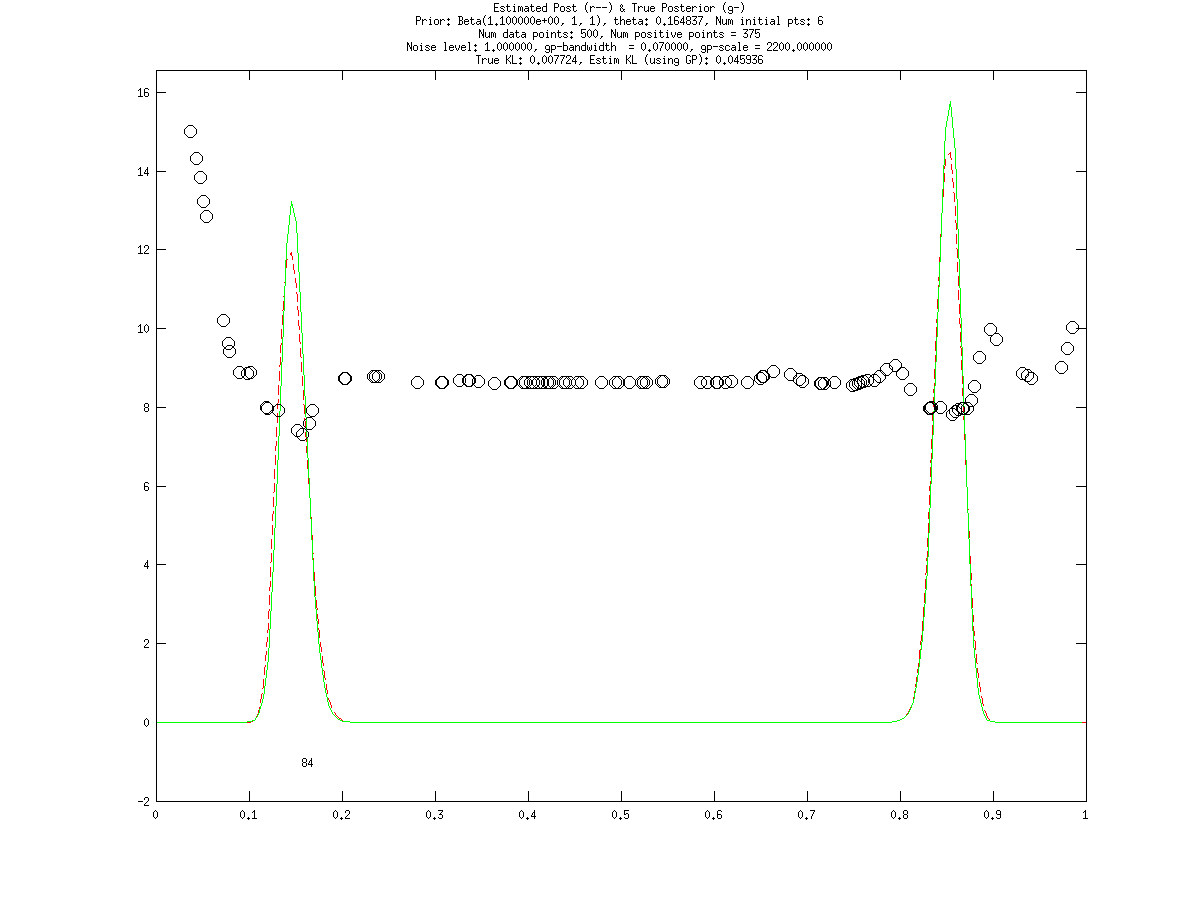 Estimated Post (r--) & True Posterior (g-)
Prior: Beta(1.100000e+00, 1, 1), theta: 0.164837, Num initial pts: 6
Num data points: 500, Num positive points = 375
Noise level: 1.000000, gp-bandwidth  = 0.070000, gp-scale = 2200.000000
True KL: 0.007724, Estim KL (using GP): 0.045936
16
14
12
10
8
6
4
2
0
84
-2
0 0.1 0.2 0.3 0.4 0.5 0.6 0.7 0.8 0.9 1